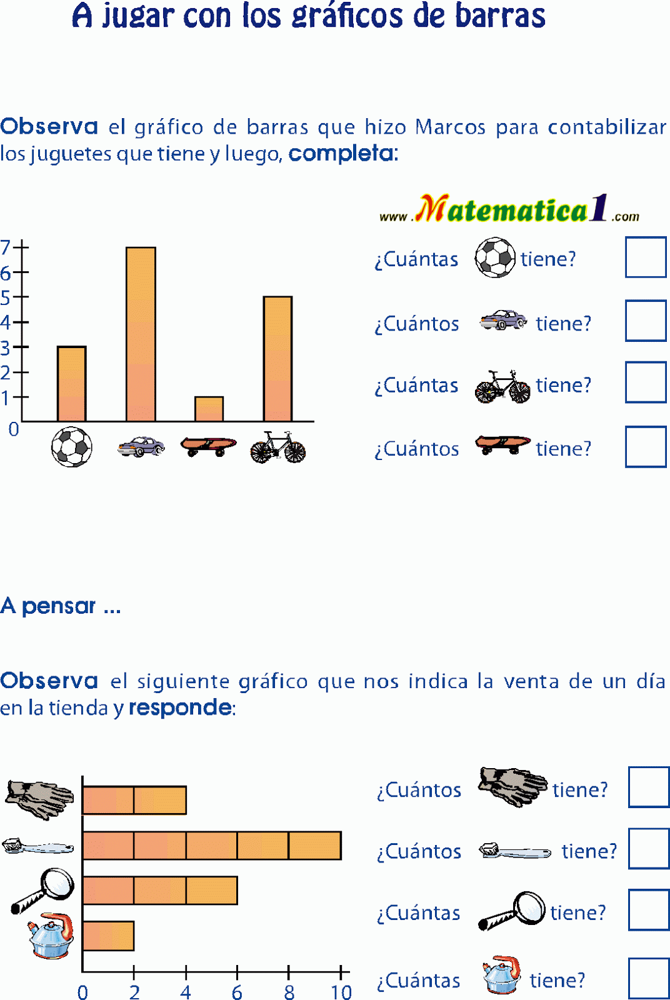 A jugar con los gráficos de barras
Observa el gráfico de barras que hizo Marcos para contabilizar
los juguetes que tiene y luego, completa:
www.Matematica1.com
7
6
5
4
3
2
1
0
¿Cuántas tiene?
¿Cuántos tiene?
¿Cuántas tiene?
¿Cuántos tiene?
A pensar ...
Observa el siguiente gráfico que nos indica la venta de un día
en la tienda y responde:
0 2 4 6 8 10
¿Cuántos tiene?
¿Cuántos tiene?
¿Cuántas tiene?
¿Cuántas tiene?